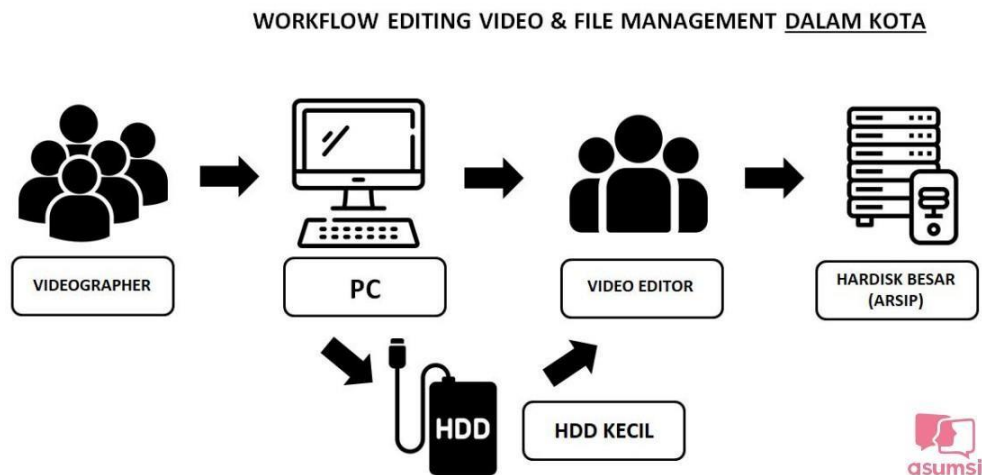 WORKFLOW EDITING VIDEO & FILE MANAGEMENT DALAM KOTA
VIDEOGRAPHER
PC
VIDEO EDITOR
HARDISK BESAR
(ARSIP)
HDD
HDD KECIL
asumsi